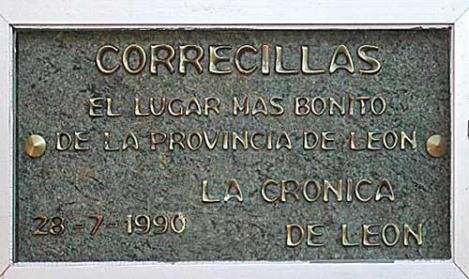 CORRECILLAS
EL LUGAR MAS BONITO
DE LA PROVINCIA DE LEON
LA CRONICA
28-7-1990 DE LEON